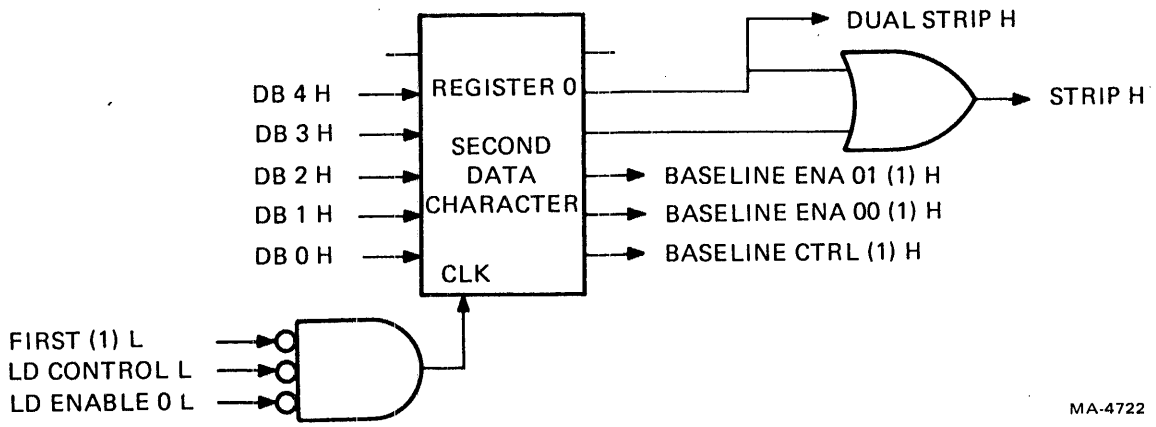 DUAL STRIP H
DB 4 H
REGISTER 0
STRIP H
DB 3 H
SECOND
DATA
CHARACTER
DB 2 H
BASELINE ENA 01 (1) H
DB 1 H
BASELINE ENA 00 (1) H
DB 0 H
BASELINE CTRL (1) H
CLK
FIRST (1) L
LD CONTROL L
LD ENABLE 0 L
MA-4722